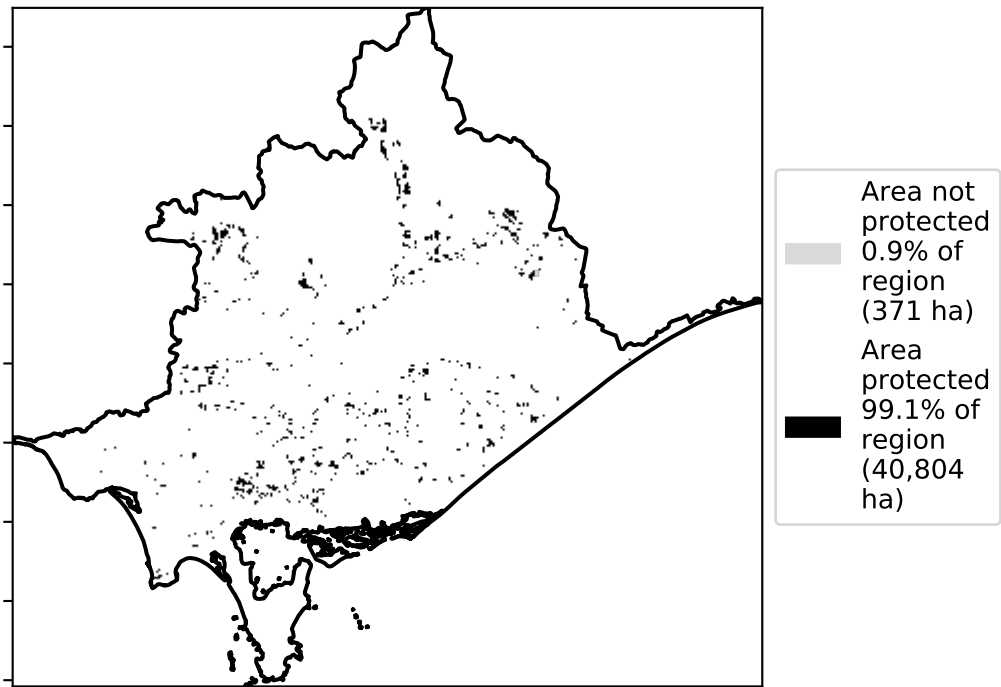 Area not
protected
0.9% of
region
(371 ha)
Area
protected
99.1% of
region
(40,804
ha)